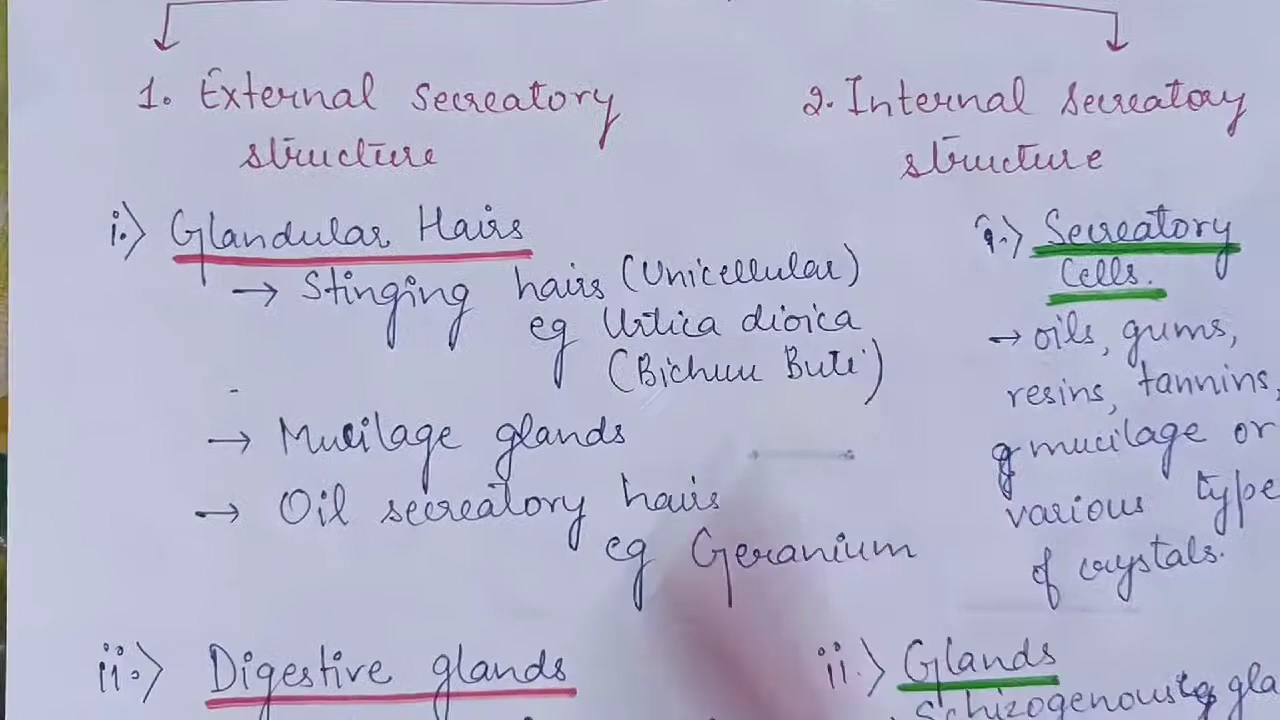 1. External Secreatory
structure
i.) Glandular Hairs
→ Stinging hairs (Unicellular)
eg Urtica dioica
(Bichuu Buti)
→ Mucilage glands
→ Oil secreatory hairs
eg Geranium
ii.) Digestive glands
2. Internal Secreatory
structure
i.) Secreatory
Cells.
→ oils, gums,
resins, tannins,
mucilage or
various type
of crystals.
ii.) Glands
Schizogenous